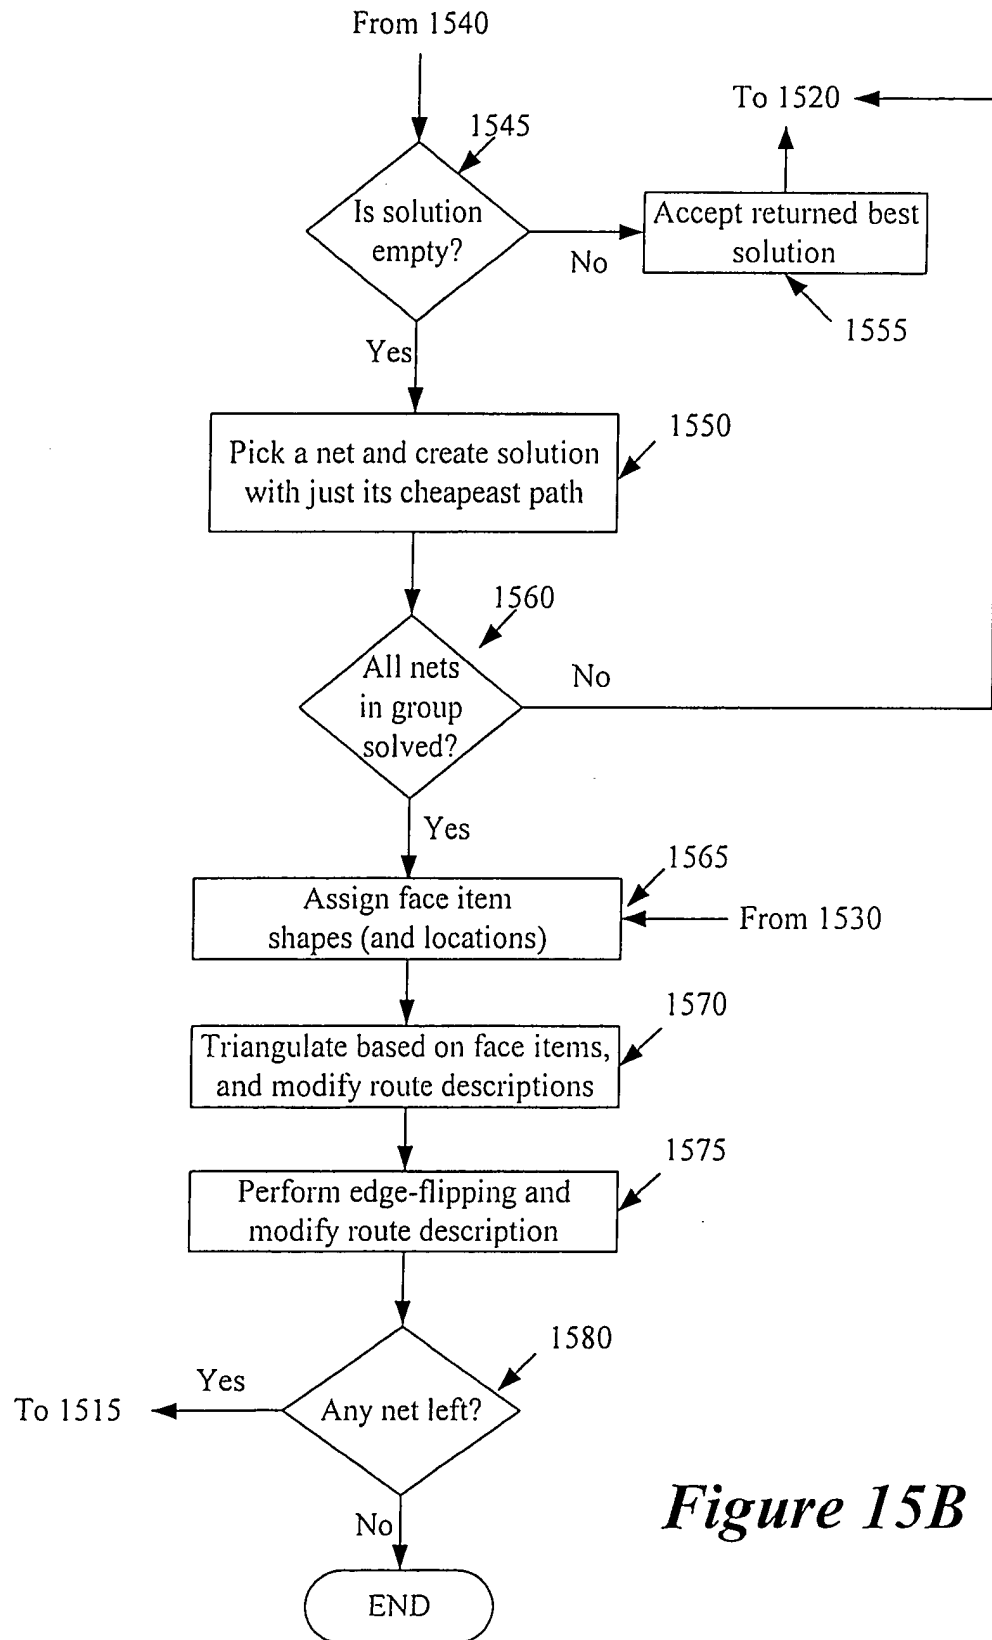 From 1540
To 1520
1545
Is solution
empty?
No
Accept returned best
solution
1555
Yes
1550
Pick a net and create solution
with just its cheapeast path
1560
All nets
in group
solved?
No
Yes
1565
Assign face item
shapes (and locations)
From 1530
1570
Triangulate based on face items,
and modify route descriptions
1575
Perform edge-flipping and
modify route description
1580
Yes
To 1515
Any net left?
No
END
Figure 15B